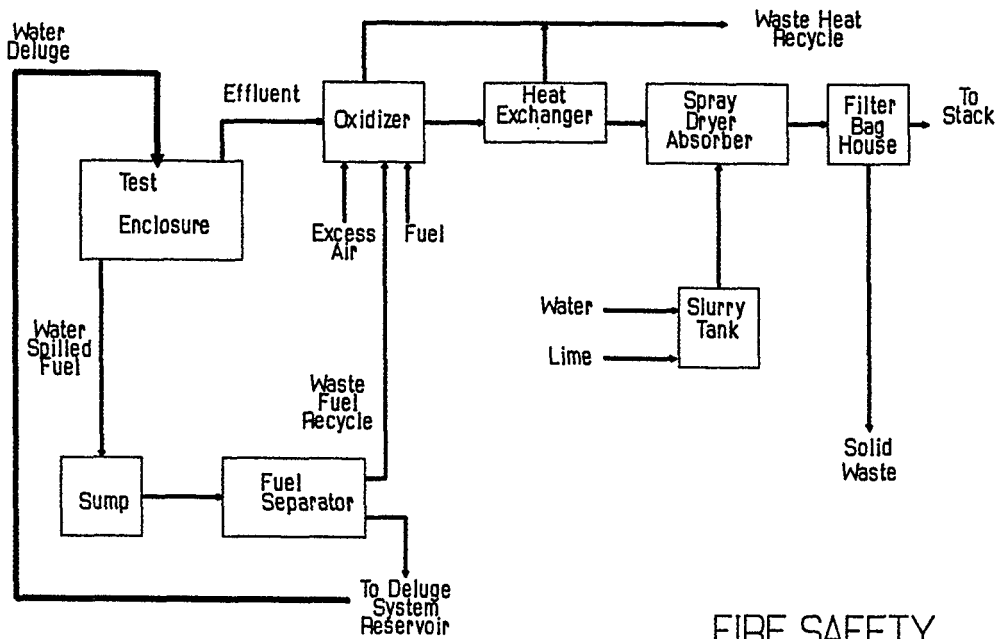 Water
Deluge
Waste Heat
Recycle
Effluent
Oxidizer
Heat
Exchanger
Spray
Dryer
Absorber
Filter
Bag
House
To
Stack
Test
Enclosure
Excess
Air
Fuel
Water
Lime
Slurry
Tank
Water
Spilled
Fuel
Waste
Fuel
Recycle
Solid
Waste
Sump
Fuel
Separator
To Deluge
System
Reservoir
FIRE SAFETY